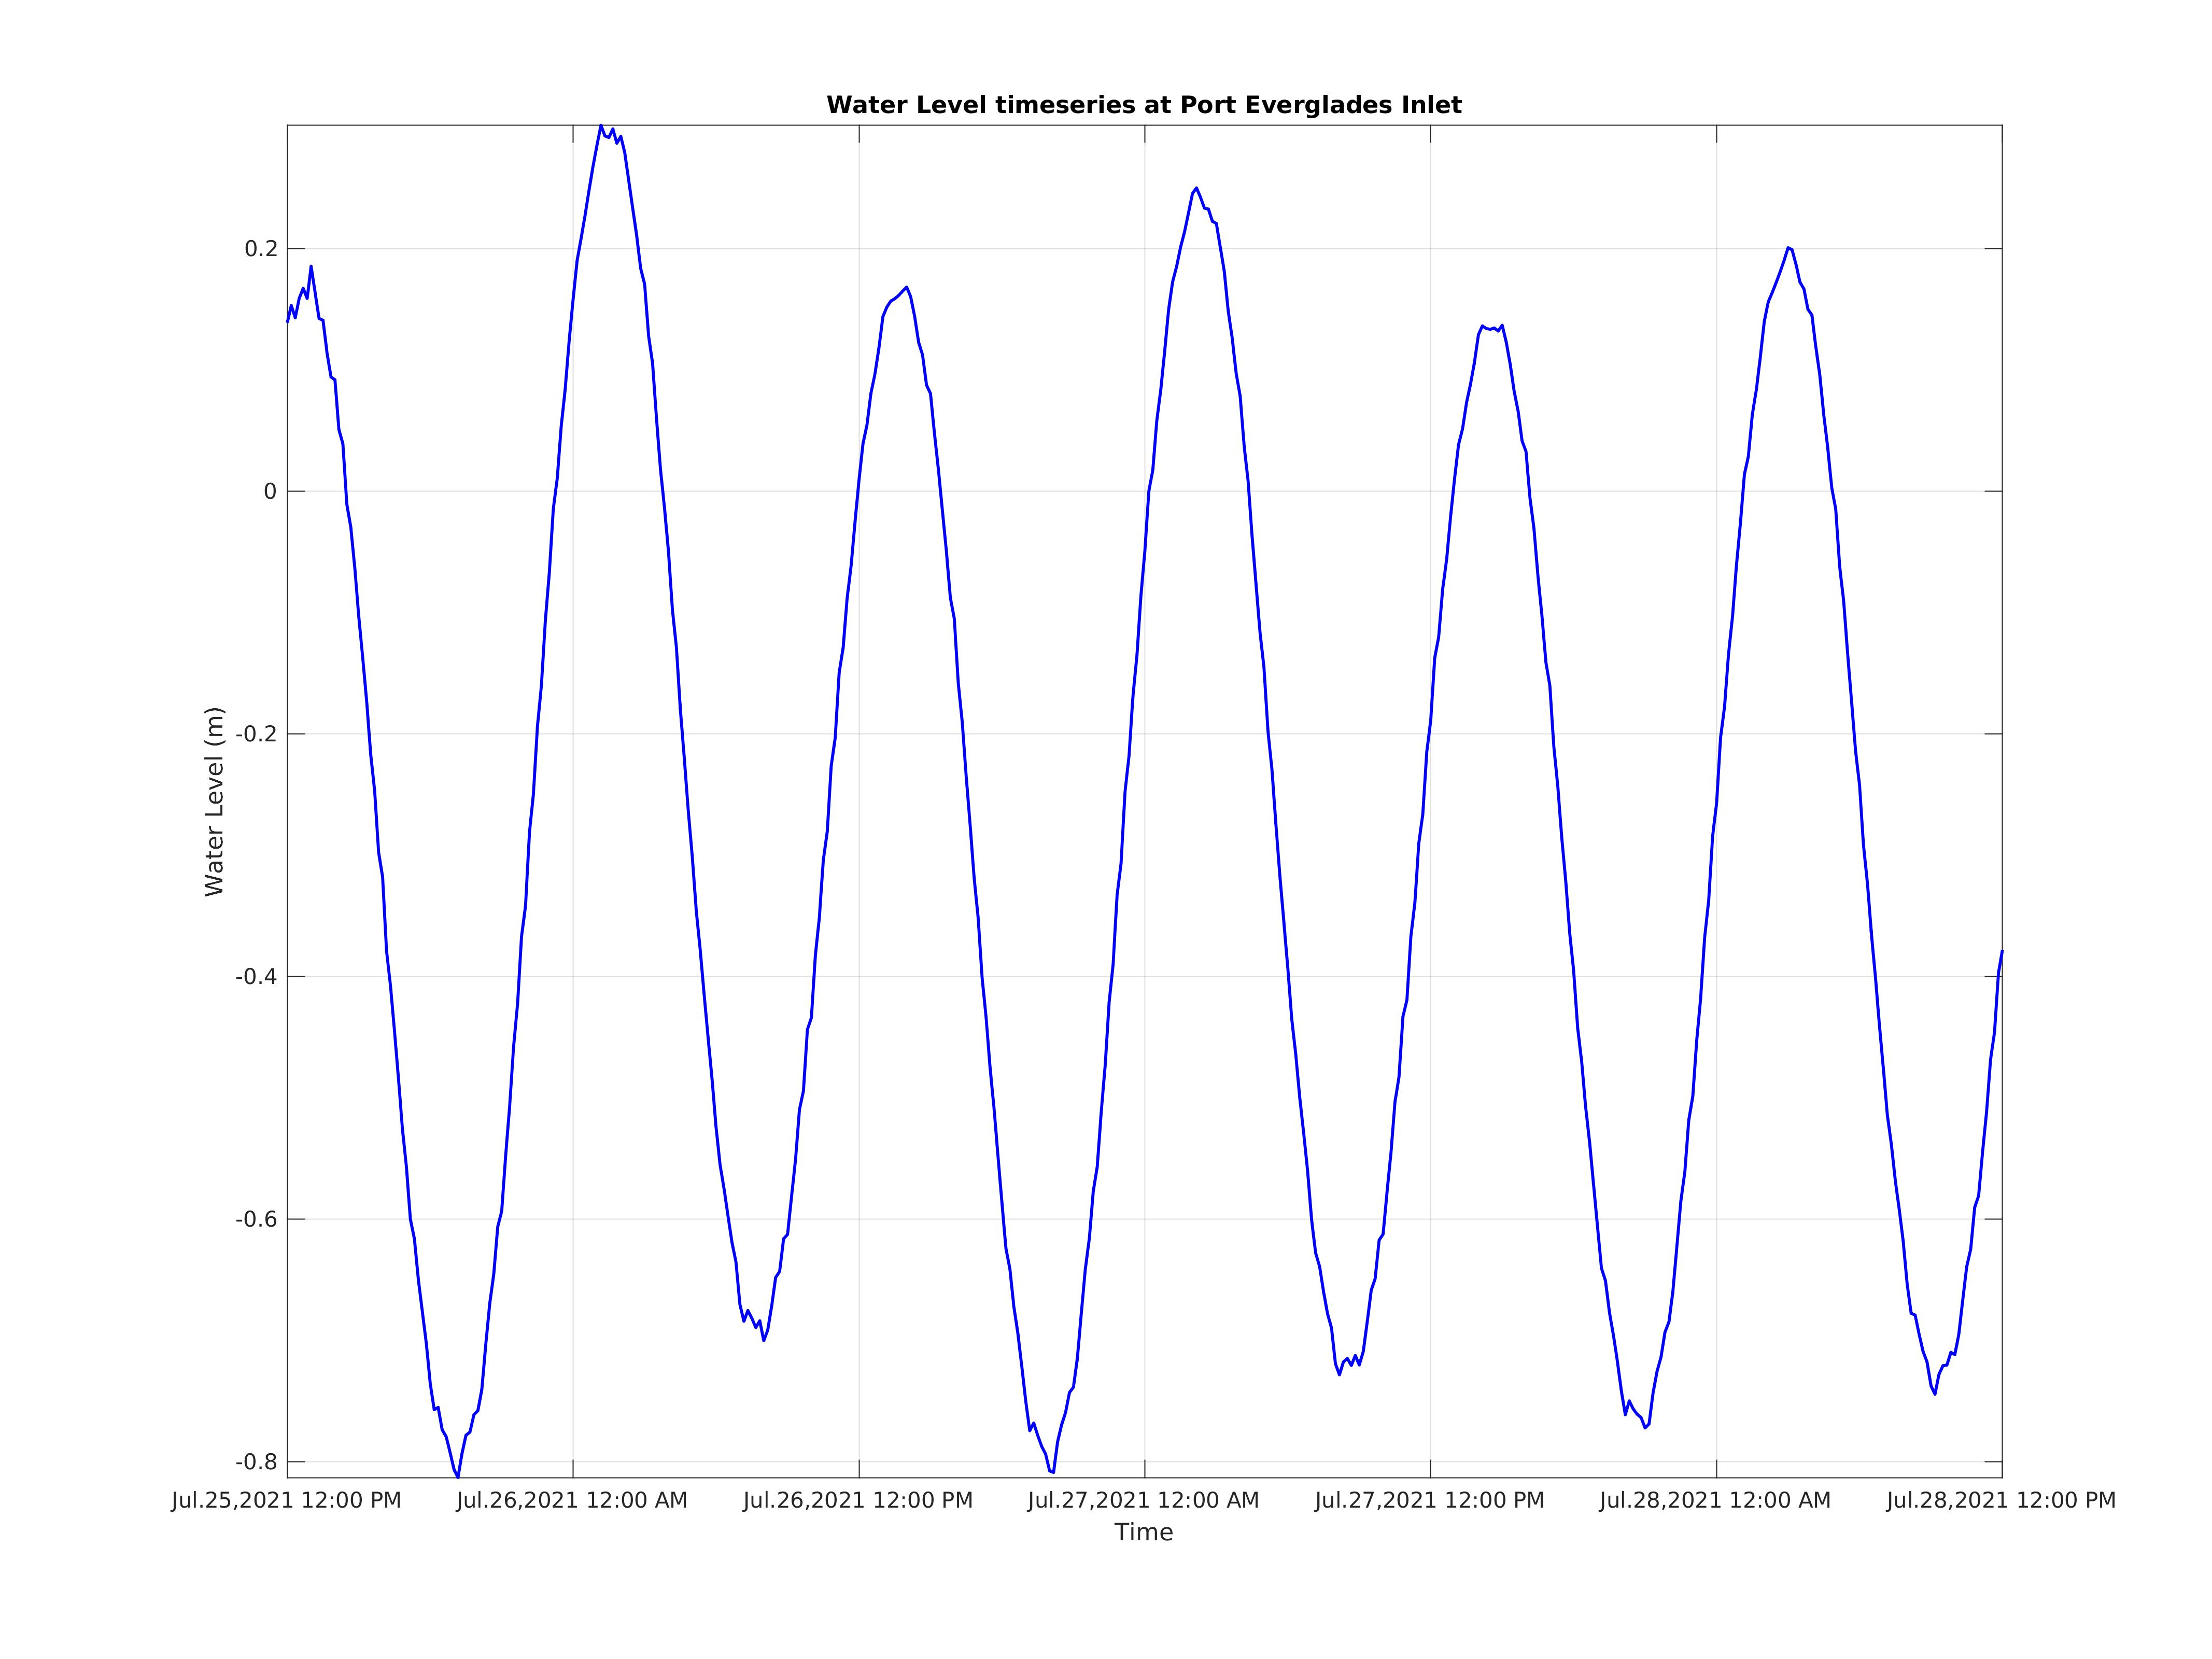 Water Level timeseries at Port Everglades Inlet
0.2
0
-0.2
-0.4
-0.6
-0.8
Water Level (m)
Jul.25,2021 12:00 PM
Jul.26,2021 12:00 AM
Jul.26,2021 12:00 PM
Jul.27,2021 12:00 AM
Jul.27,2021 12:00 PM
Jul.28,2021 12:00 AM
Jul.28,2021 12:00 PM
Time